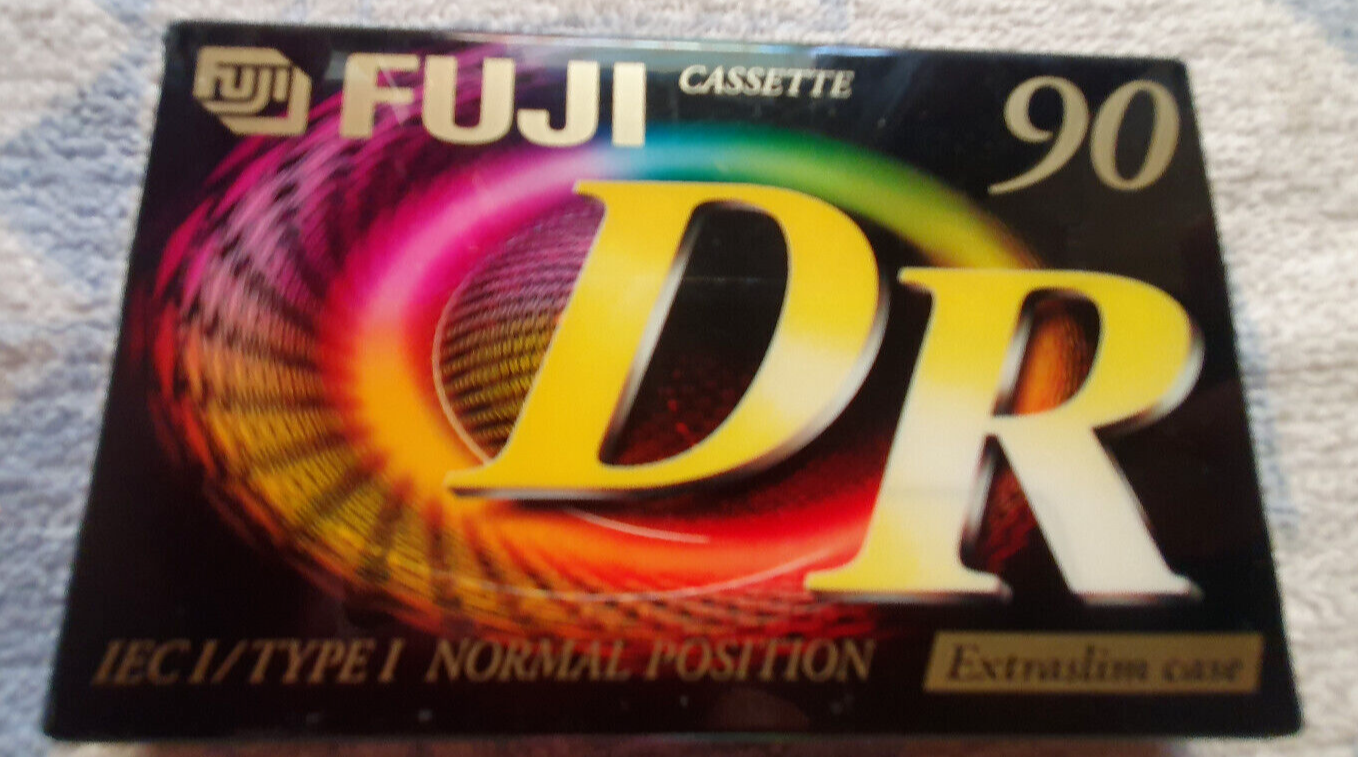 FUJI FUJI CASSETTE 90
DR
IEC I/TYPE I NORMAL POSITION Extraslim case